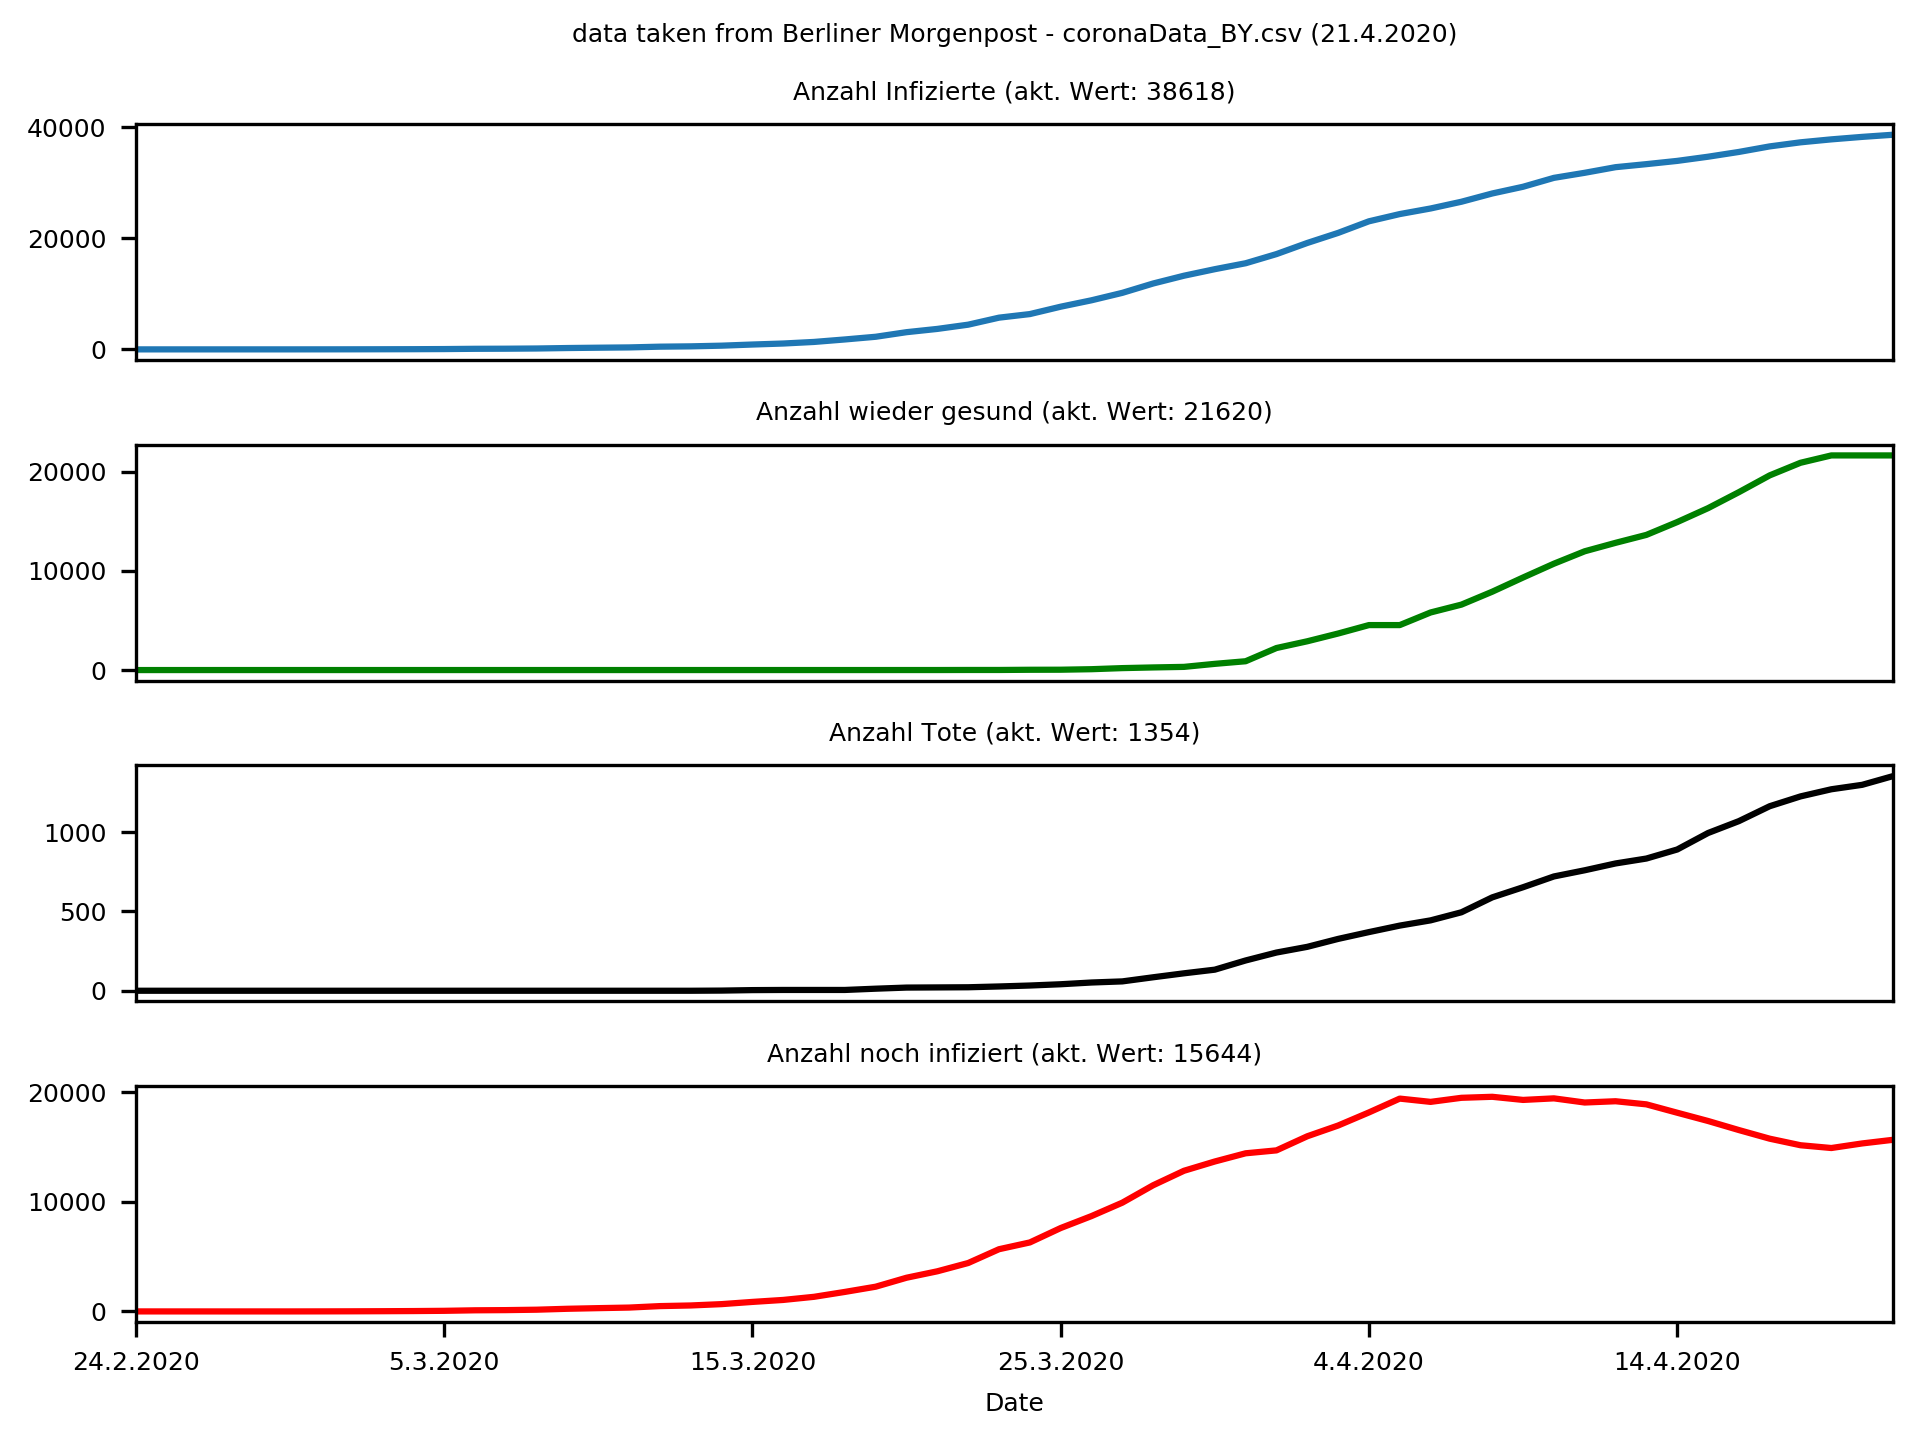 data taken from Berliner Morgenpost - coronaData_BY.csv (21.4.2020)
Anzahl Infizierte (akt. Wert: 38618)
40000
20000
0
Anzahl wieder gesund (akt. Wert: 21620)
20000
10000
0
Anzahl Tote (akt. Wert: 1354)
1000
500
0
Anzahl noch infiziert (akt. Wert: 15644)
20000
10000
0
24.2.2020 5.3.2020 15.3.2020 25.3.2020 4.4.2020 14.4.2020
Date